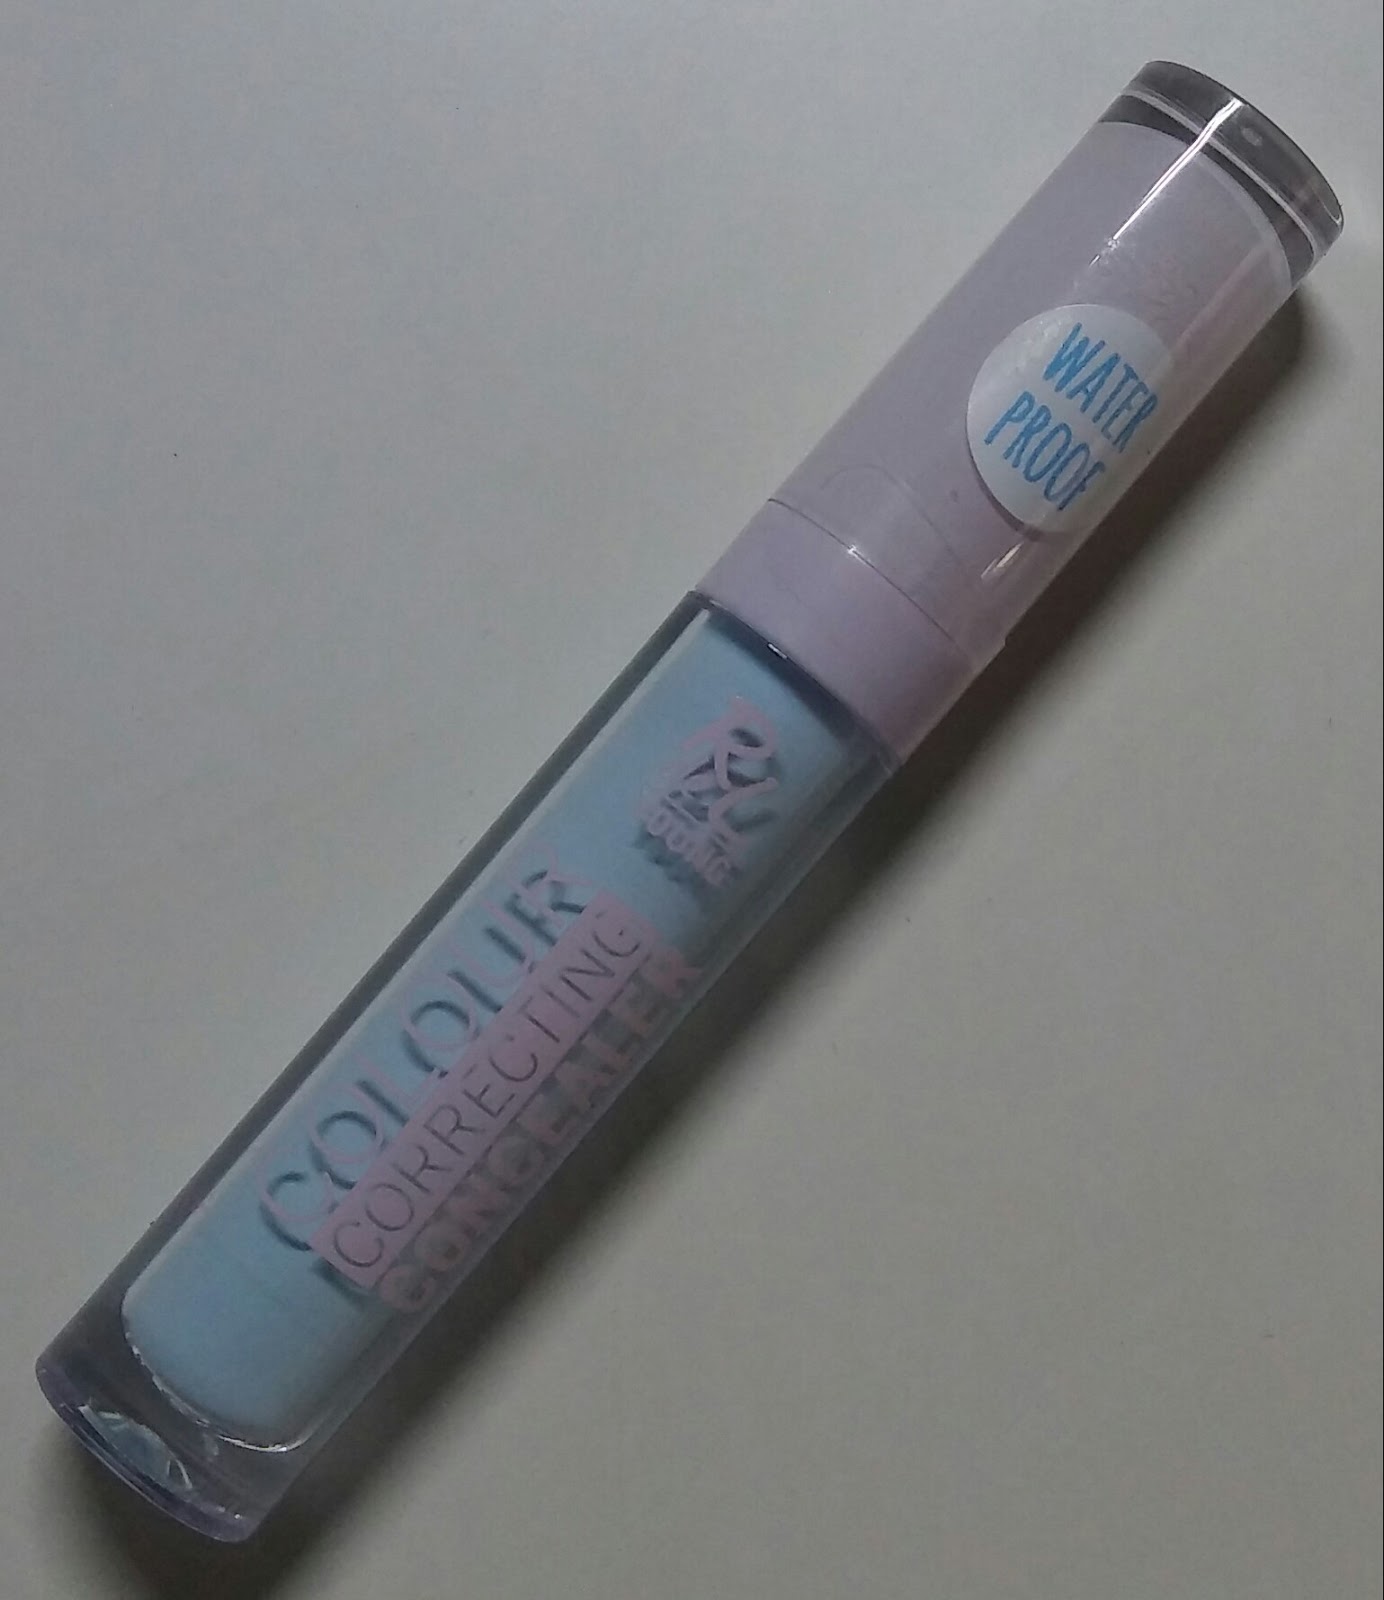 WATER
PROOF
RdeL
YOUNG
COLOUR
CORRECTING
CONCEALER